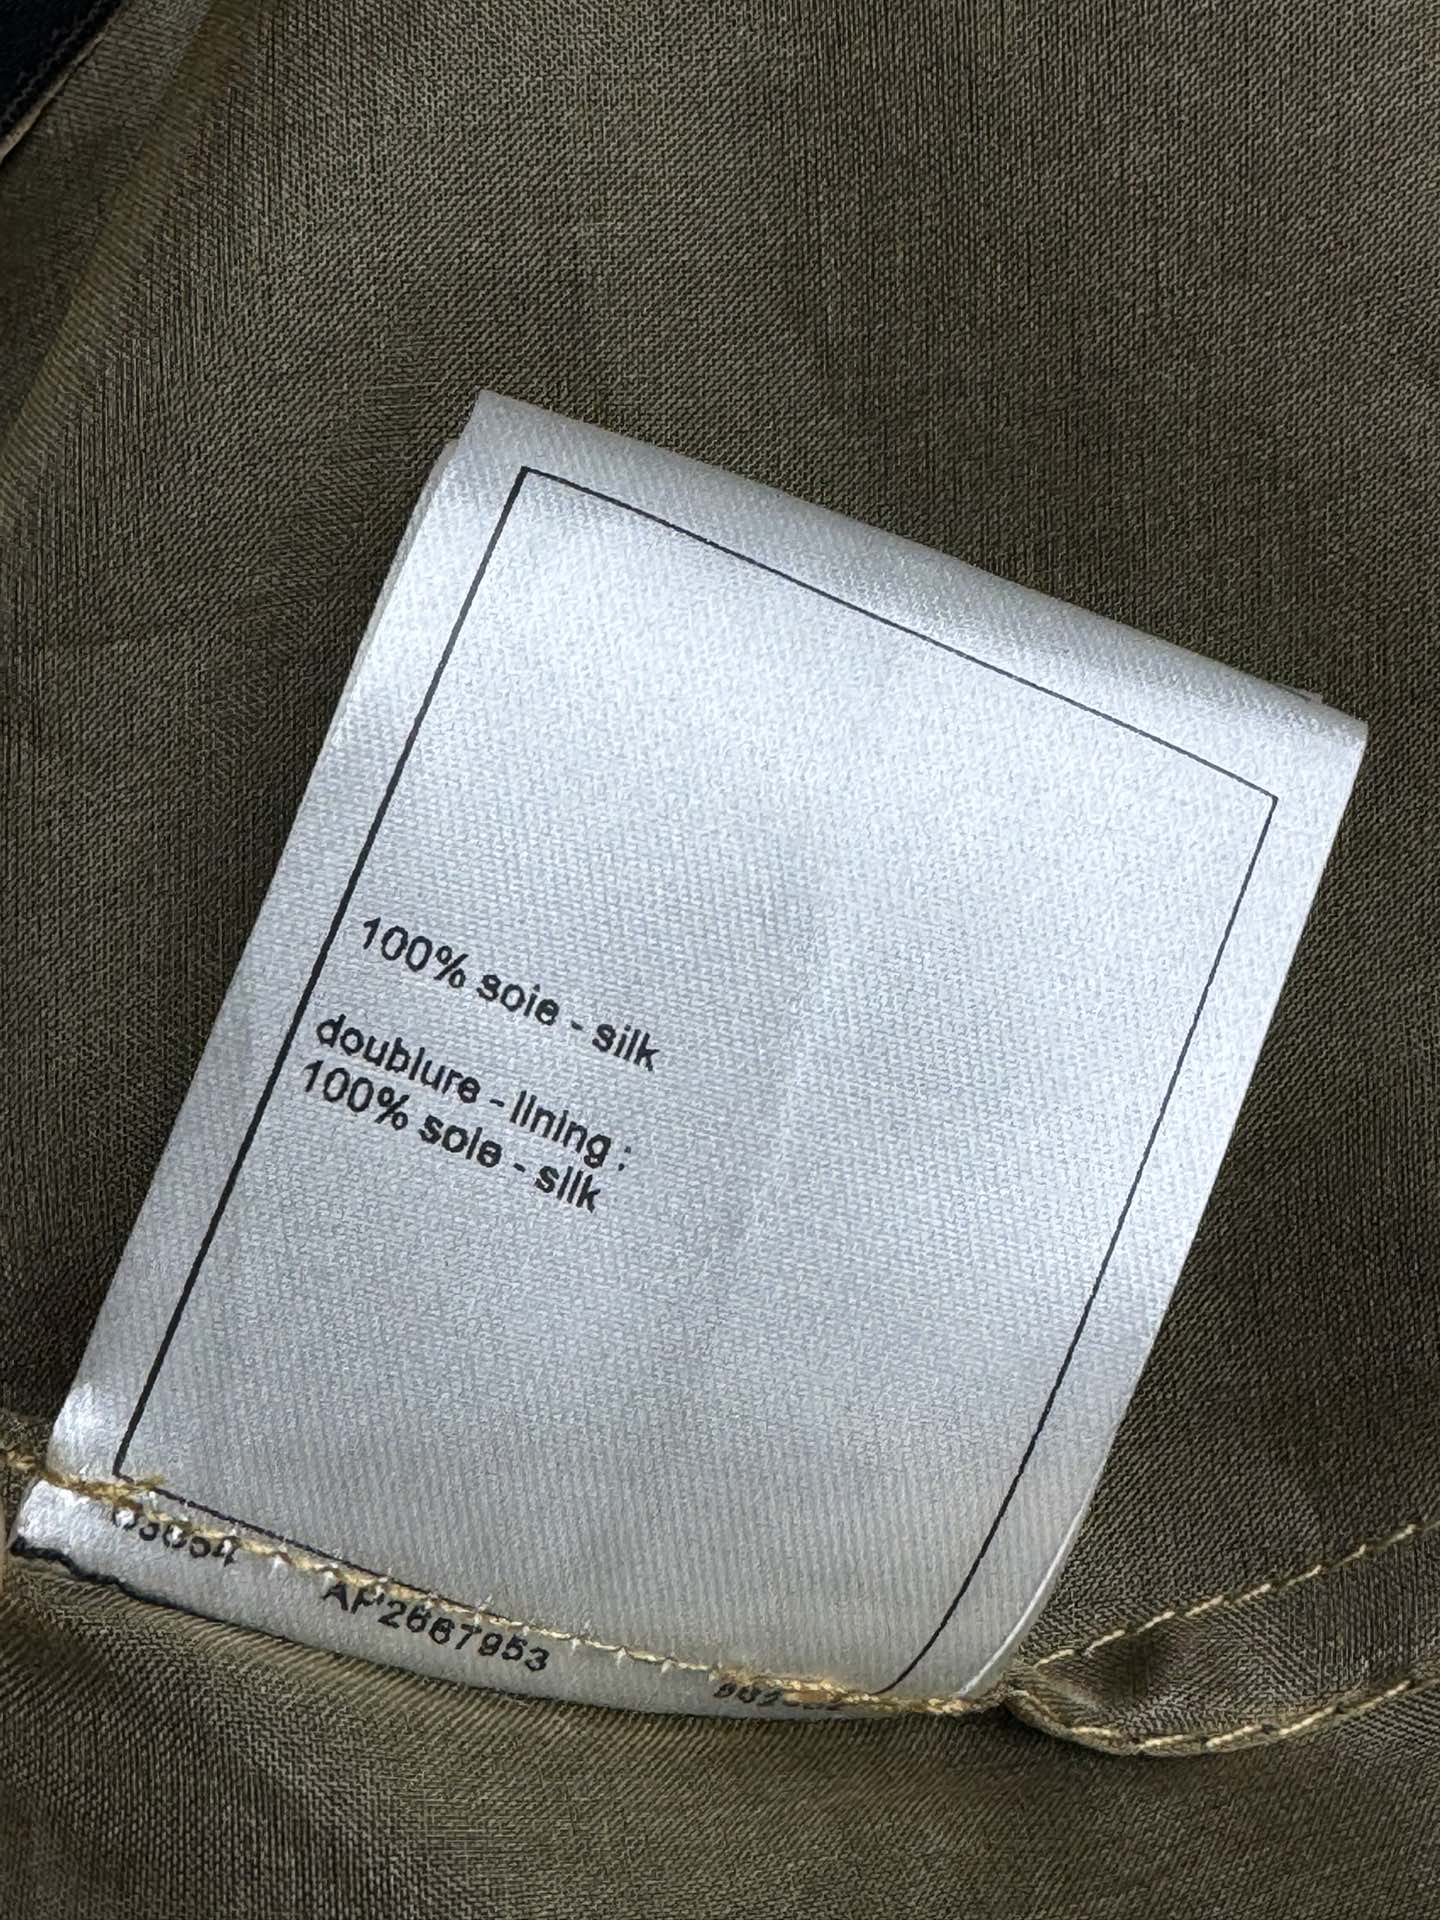 100% soie - silk
doublure - lining :
100% soie - silk
AP2667953